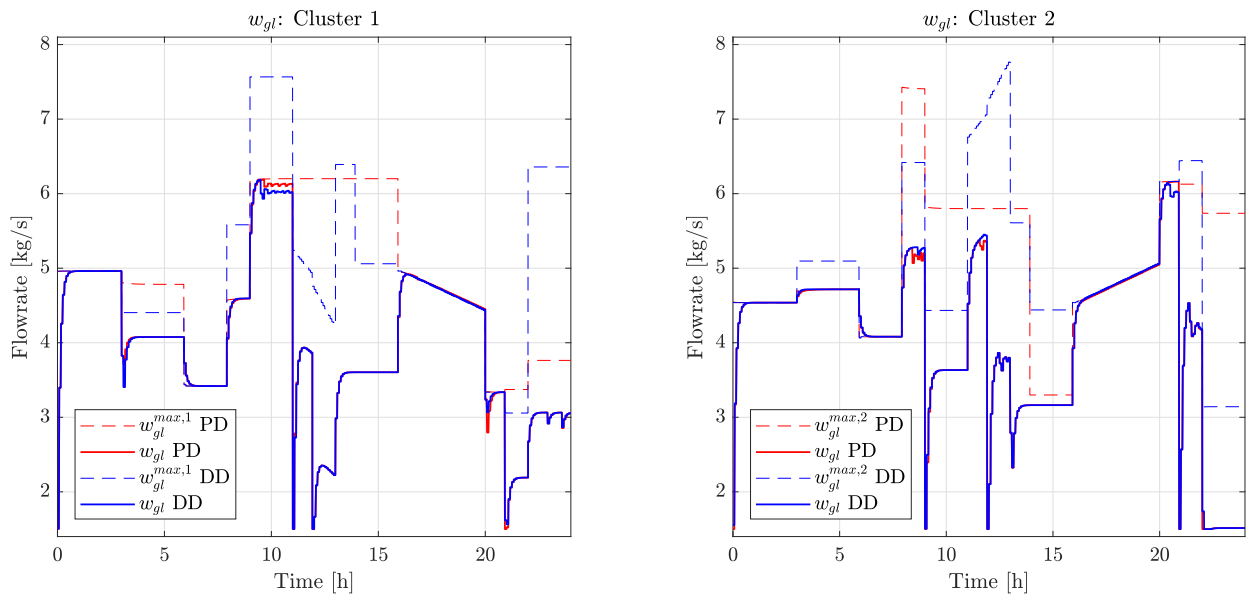 w_gl: Cluster 1
8
7
6
5
4
3
2
Flowrate [kg/s]
w_gl^max,1 PD
w_gl PD
w_gl^max,1 DD
w_gl DD
0 5 10 15 20
Time [h]
w_gl: Cluster 2
8
7
6
5
4
3
2
Flowrate [kg/s]
w_gl^max,2 PD
w_gl PD
w_gl^max,2 DD
w_gl DD
0 5 10 15 20
Time [h]